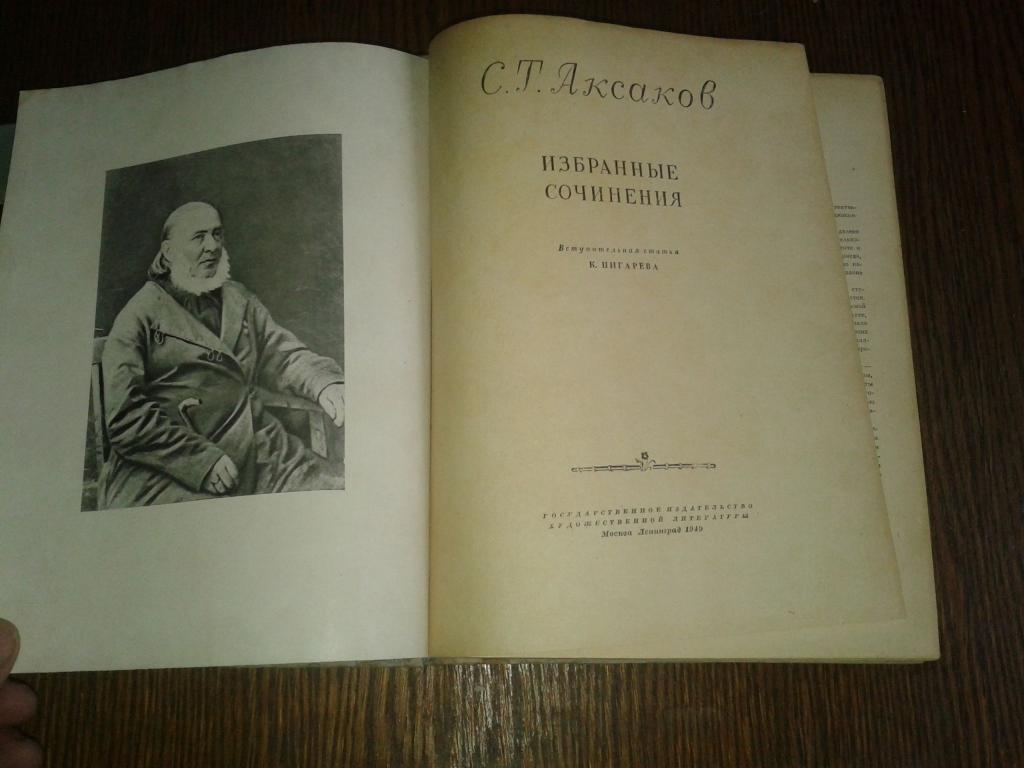 С.Т. Аксаков
ИЗБРАННЫЕ
СОЧИНЕНИЯ
Вступительная статья
К. ПИГАРЕВА
ГОСУДАРСТВЕННОЕ ИЗДАТЕЛЬСТВО
ХУДОЖЕСТВЕННОЙ ЛИТЕРАТУРЫ
Москва Ленинград 1949